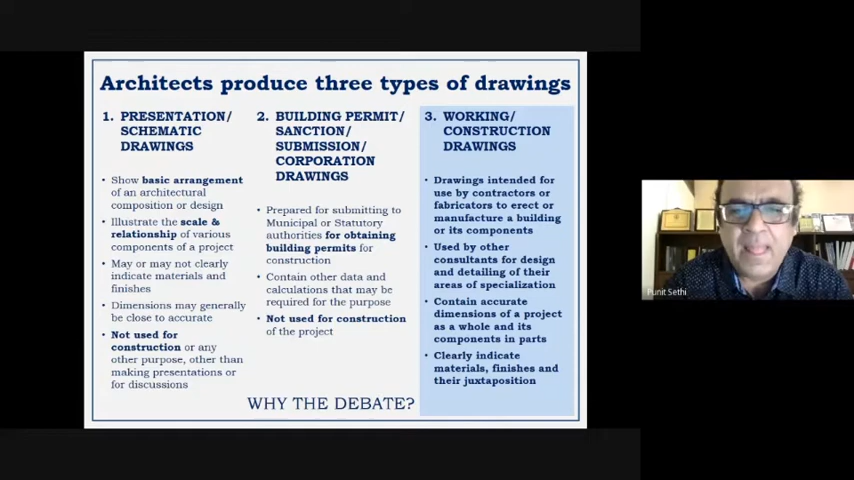 Architects produce three types of drawings
1. PRESENTATION/
SCHEMATIC
DRAWINGS
• Show basic arrangement
of an architectural
composition or design
• Illustrate the scale &
relationship of various
components of a project
• May or may not clearly
indicate materials and
finishes
• Dimensions may generally
be close to accurate
• Not used for
construction or any
other purpose, other than
making presentations or
for discussions
2. BUILDING PERMIT/
SANCTION/
SUBMISSION/
CORPORATION
DRAWINGS
• Prepared for submitting to
Municipal or Statutory
authorities for obtaining
building permits for
construction
• Contain other data and
calculations that may be
required for the purpose
• Not used for construction
of the project
3. WORKING/
CONSTRUCTION
DRAWINGS
• Drawings intended for
use by contractors or
fabricators to erect or
manufacture a building
or its components
• Used by other
consultants for design
and detailing of their
areas of specialization
• Contain accurate
dimensions of a project
as a whole and its
components in parts
• Clearly indicate
materials, finishes and
their juxtaposition
WHY THE DEBATE?
Punit Sethi